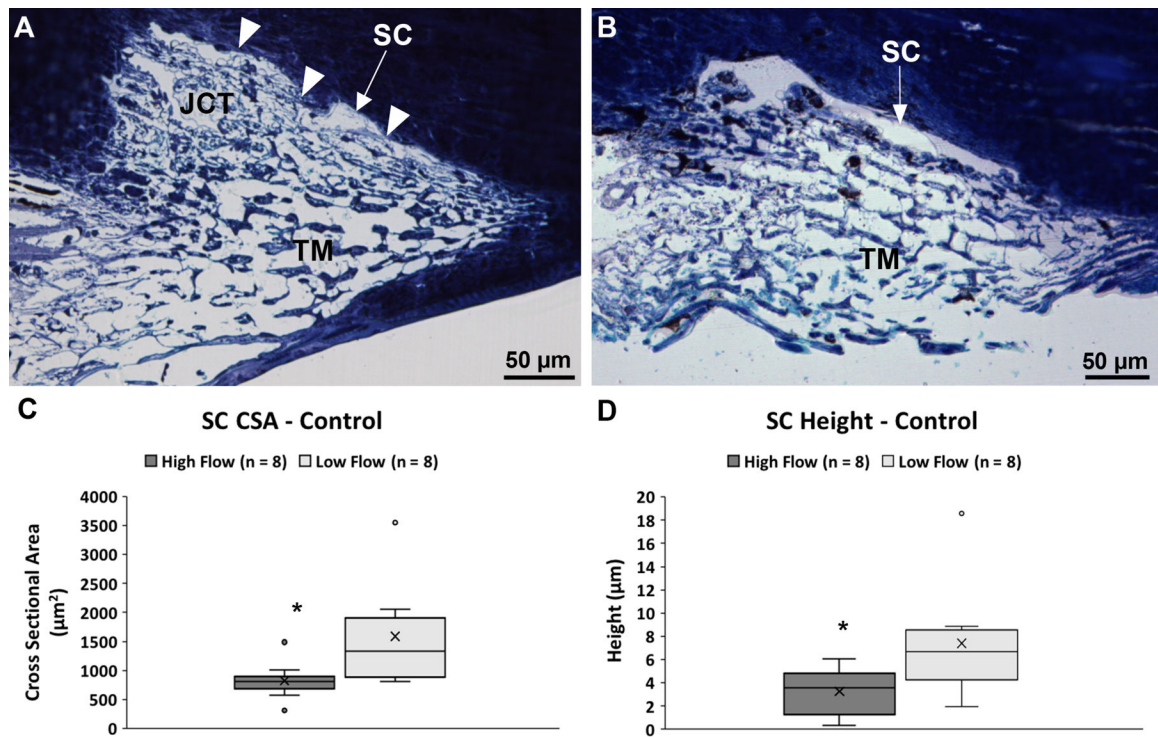 A
SC
JCT
TM
50 µm
B
SC
TM
50 µm
C
SC CSA - Control
High Flow (n = 8) Low Flow (n = 8)
Cross Sectional Area
(µm²)
4000
3500
3000
2500
2000
1500
1000
500
0
*
D
SC Height - Control
High Flow (n = 8) Low Flow (n = 8)
Height (µm)
20
18
16
14
12
10
8
6
4
2
0
*